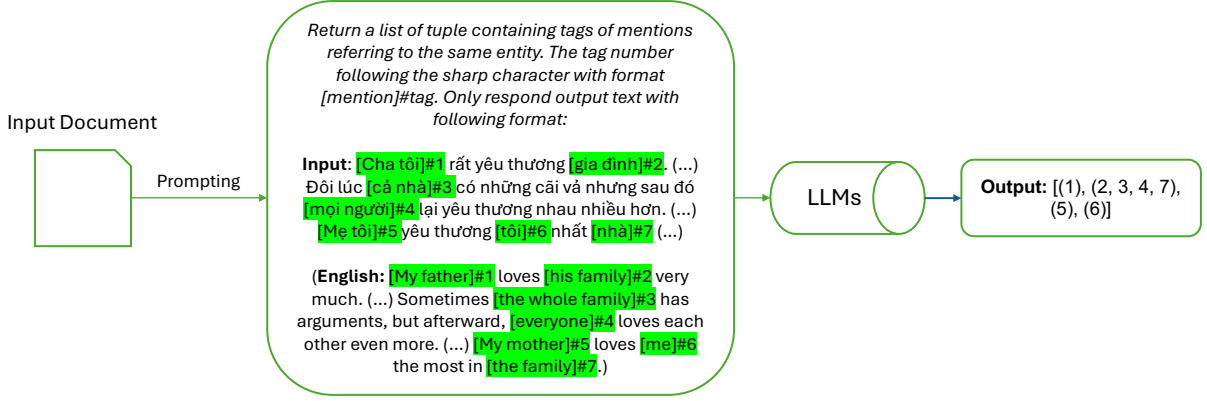 Input Document
Prompting
Return a list of tuple containing tags of mentions
referring to the same entity. The tag number
following the sharp character with format
[mention]#tag. Only respond output text with
following format:
Input: [Cha tôi]#1 rất yêu thương [gia đình]#2. (...)
Đôi lúc [cả nhà]#3 có những cãi vả nhưng sau đó
[mọi người]#4 lại yêu thương nhau nhiều hơn. (...)
[Mẹ tôi]#5 yêu thương [tôi]#6 nhất [nhà]#7 (...)
(English: [My father]#1 loves [his family]#2 very
much. (...) Sometimes [the whole family]#3 has
arguments, but afterward, [everyone]#4 loves each
other even more. (...) [My mother]#5 loves [me]#6
the most in [the family]#7.)
LLMs
Output: [(1), (2, 3, 4, 7),
(5), (6)]